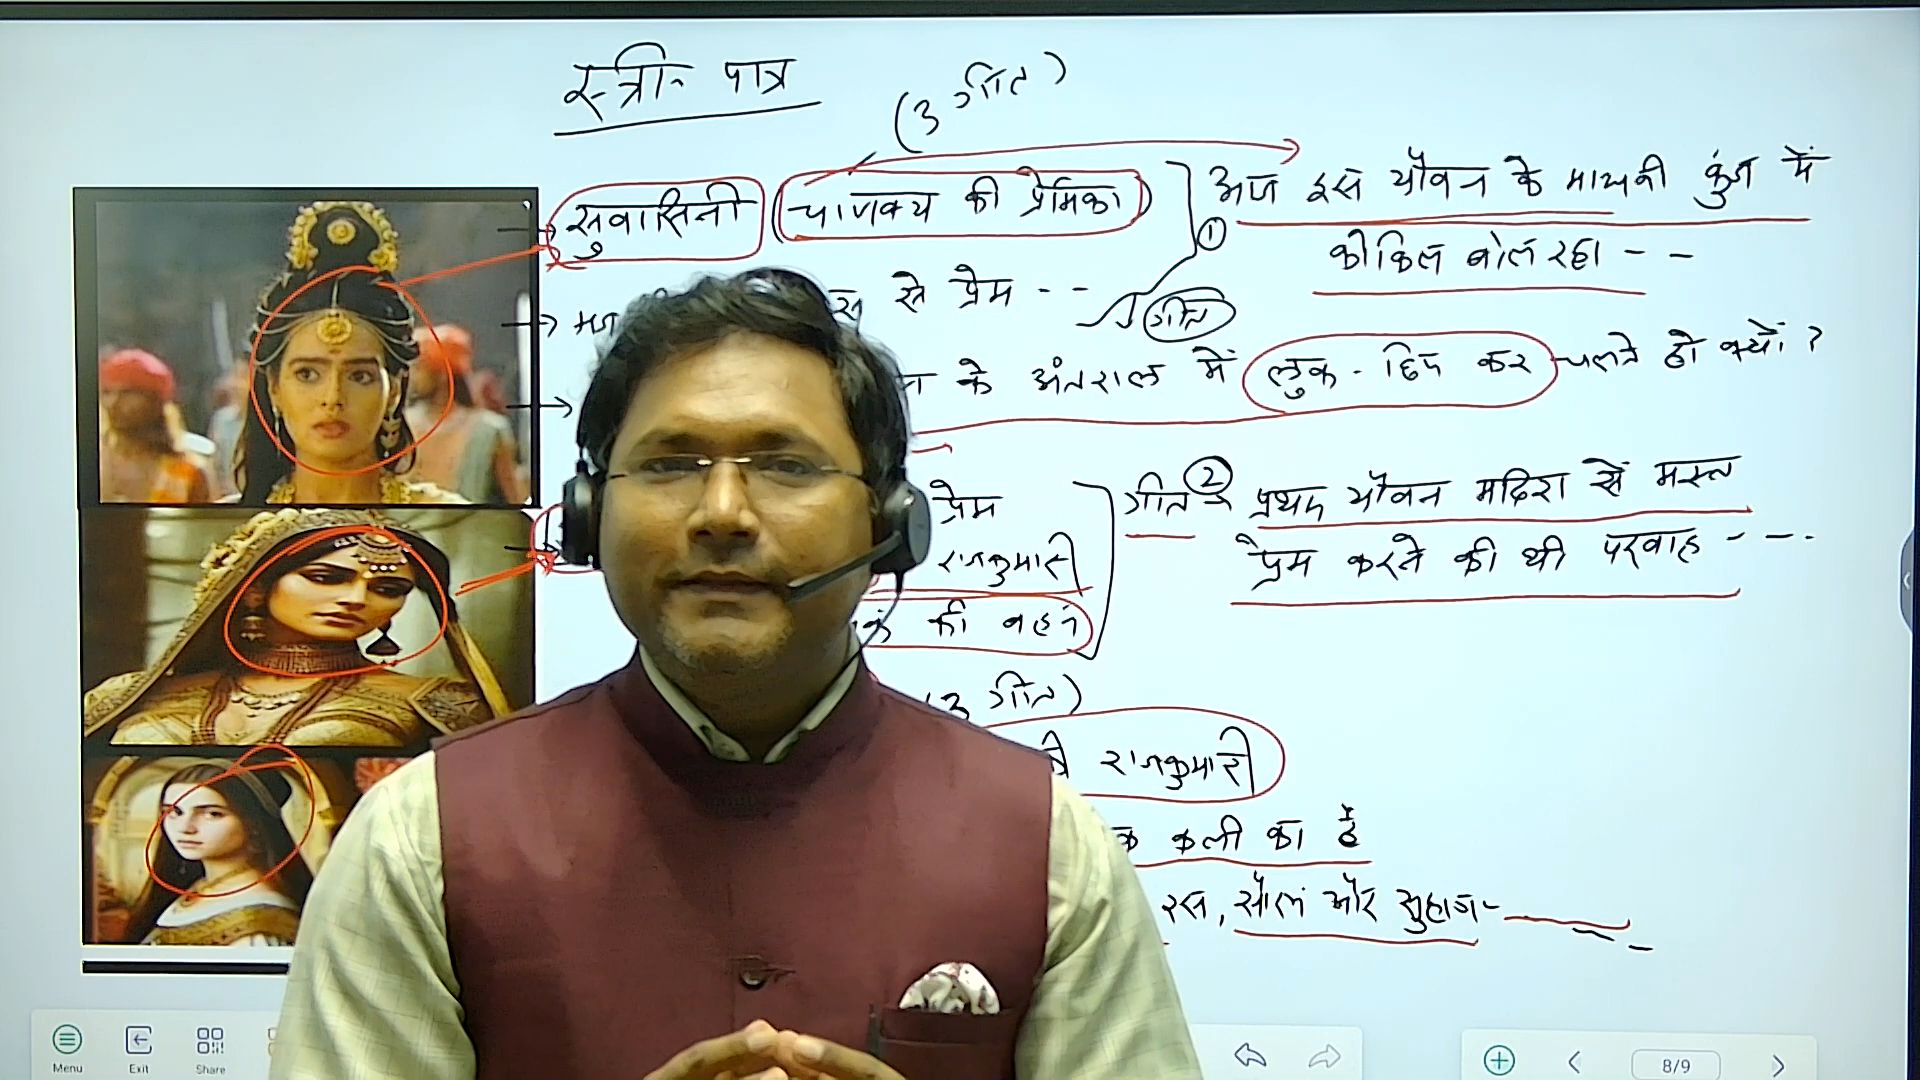 स्त्री- पात्र
(3 गीत)
सुवासिनी (चाणक्य की प्रेमिका) ① आज इस यौवन के माधवी कुंज में
कोकिल बोल रहा - -
से प्रेम - - गीत
के अंतराल में लुक - छिप कर चलते हो क्यों ?
प्रेम गीत ② - प्रथम यौवन मदिरा से मस्त
राजकुमारी प्रेम करने की थी परवाह - - -
की बहन
(3 गीत)
की राजकुमारी
कली का है
रस, सौरभ और सुहाग -
Menu Exit Share 8/9